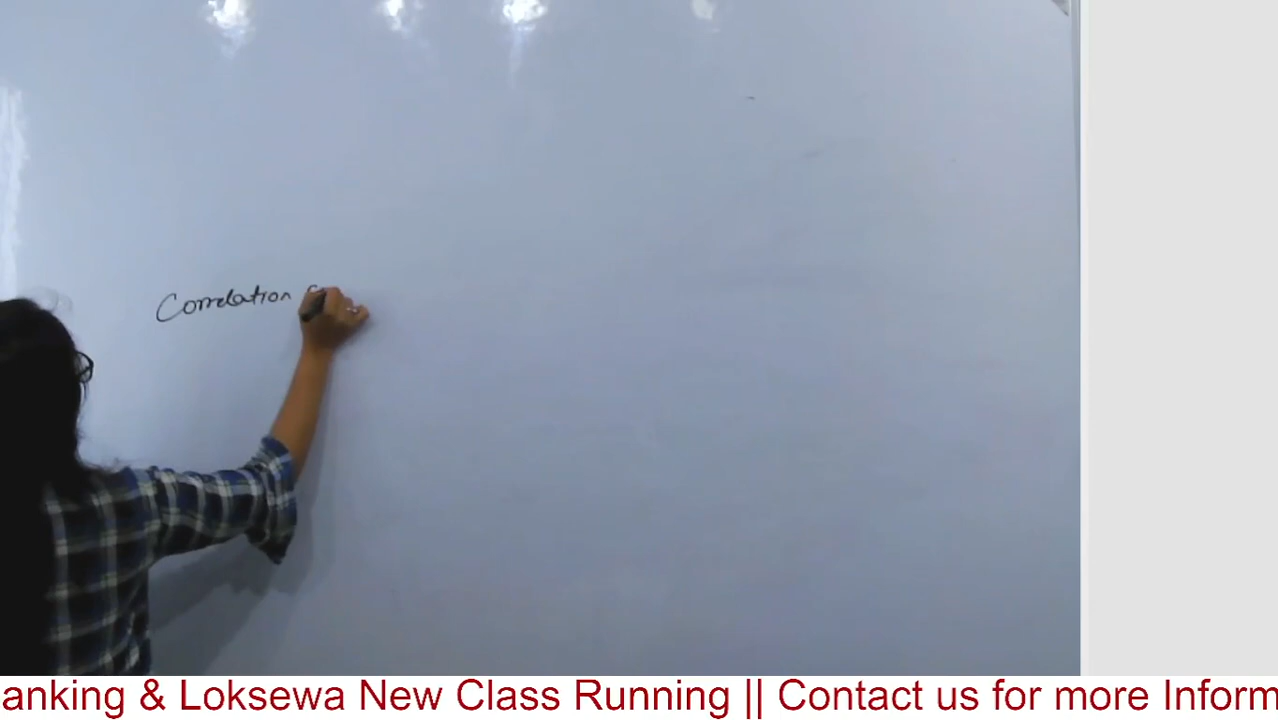 Correlation
anking & Loksewa New Class Running || Contact us for more Inform